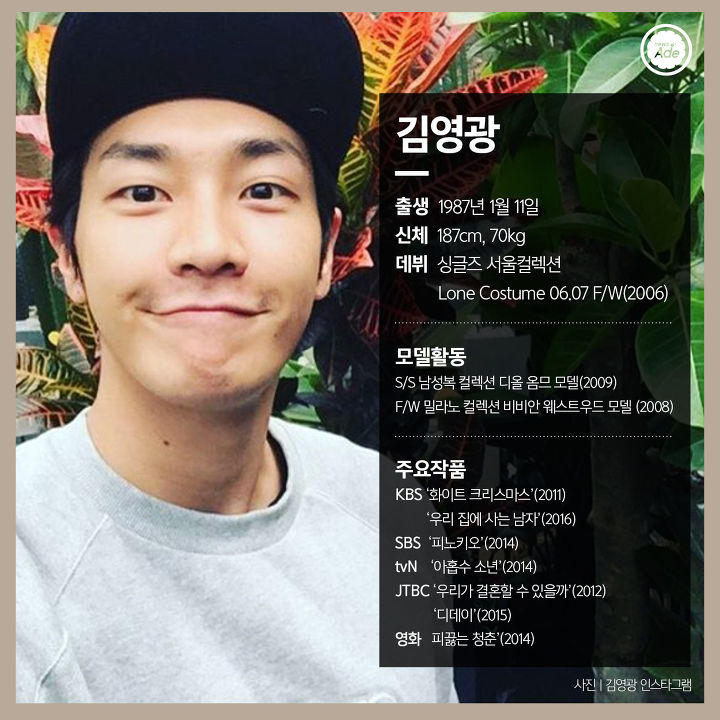 Ade
김영광
출생 1987년 1월 11일
신체 187cm, 70kg
데뷔 싱글즈 서울컬렉션
Lone Costume 06.07 F/W(2006)
모델활동
S/S 남성복 컬렉션 디올 옴므 모델(2009)
F/W 밀라노 컬렉션 비비안 웨스트우드 모델 (2008)
주요작품
KBS ‘화이트 크리스마스’(2011)
‘우리 집에 사는 남자’(2016)
SBS ‘피노키오’(2014)
tvN ‘아홉수 소년’(2014)
JTBC ‘우리가 결혼할 수 있을까’(2012)
‘디데이’(2015)
영화 피끓는 청춘’(2014)
사진 | 김영광 인스타그램